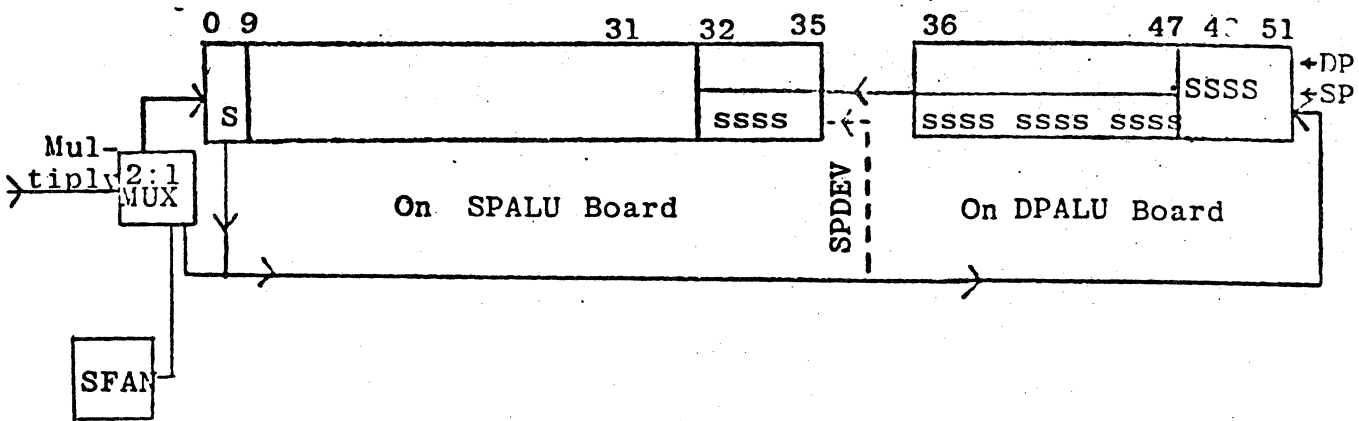 0 9 31 32 35 36 47 51
←DP
SSSS ←SP
S SSSS SSSS SSSS SSSS
Mul-
tiply 2:1
MUX
On SPALU Board SPDEV On DPALU Board
SFAN